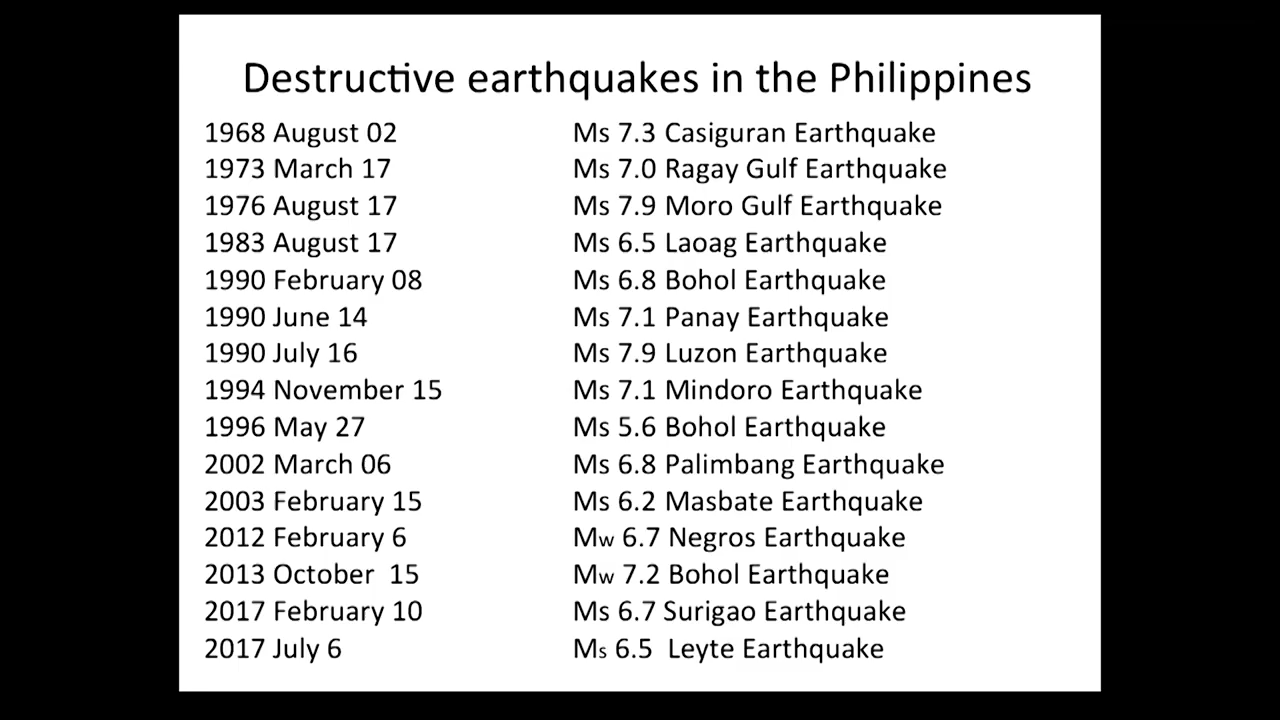 Destructive earthquakes in the Philippines
1968 August 02 Ms 7.3 Casiguran Earthquake
1973 March 17 Ms 7.0 Ragay Gulf Earthquake
1976 August 17 Ms 7.9 Moro Gulf Earthquake
1983 August 17 Ms 6.5 Laoag Earthquake
1990 February 08 Ms 6.8 Bohol Earthquake
1990 June 14 Ms 7.1 Panay Earthquake
1990 July 16 Ms 7.9 Luzon Earthquake
1994 November 15 Ms 7.1 Mindoro Earthquake
1996 May 27 Ms 5.6 Bohol Earthquake
2002 March 06 Ms 6.8 Palimbang Earthquake
2003 February 15 Ms 6.2 Masbate Earthquake
2012 February 6 Mw 6.7 Negros Earthquake
2013 October 15 Mw 7.2 Bohol Earthquake
2017 February 10 Ms 6.7 Surigao Earthquake
2017 July 6 Ms 6.5 Leyte Earthquake